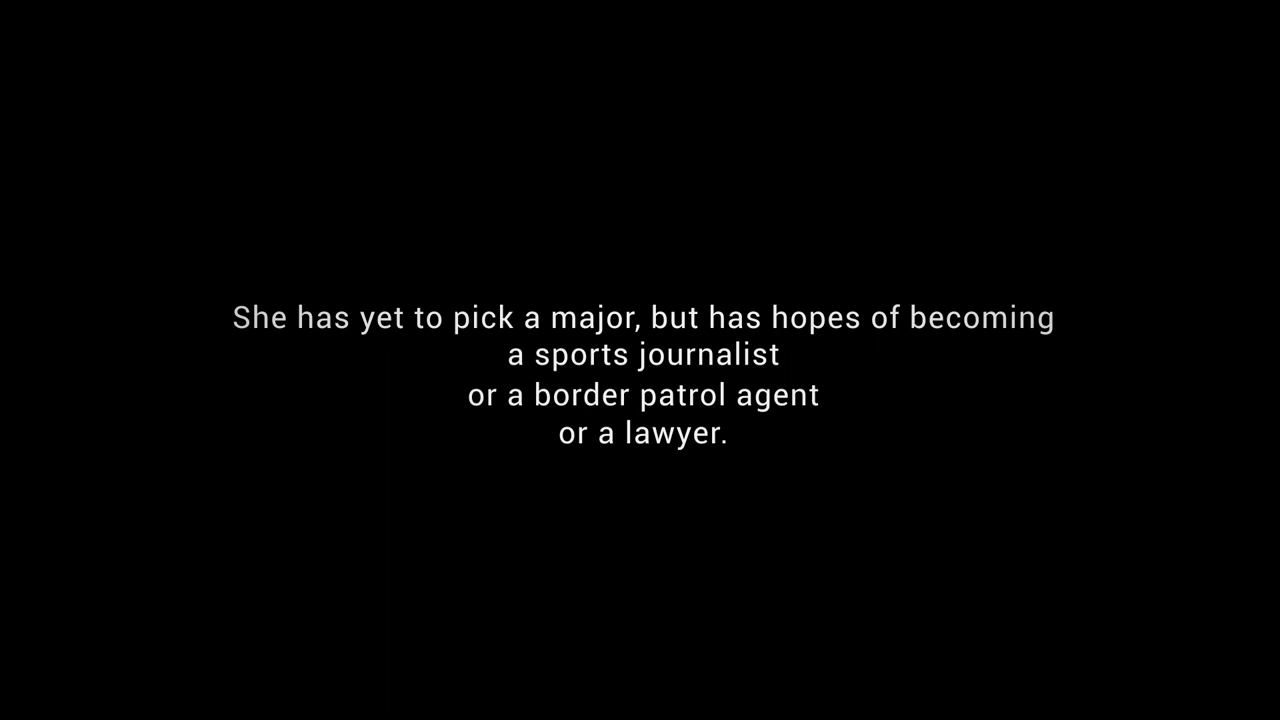 She has yet to pick a major, but has hopes of becoming
a sports journalist
or a border patrol agent
or a lawyer.